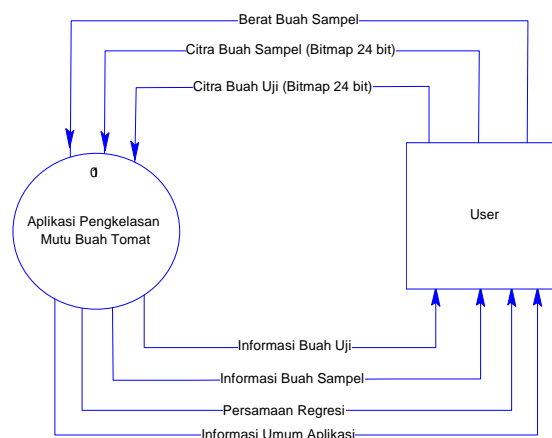 Berat Buah Sampel
Citra Buah Sampel (Bitmap 24 bit)
Citra Buah Uji (Bitmap 24 bit)
Aplikasi Pengkelasan
Mutu Buah Tomat
User
Informasi Buah Uji
Informasi Buah Sampel
Persamaan Regresi
Informasi Umum Aplikasi